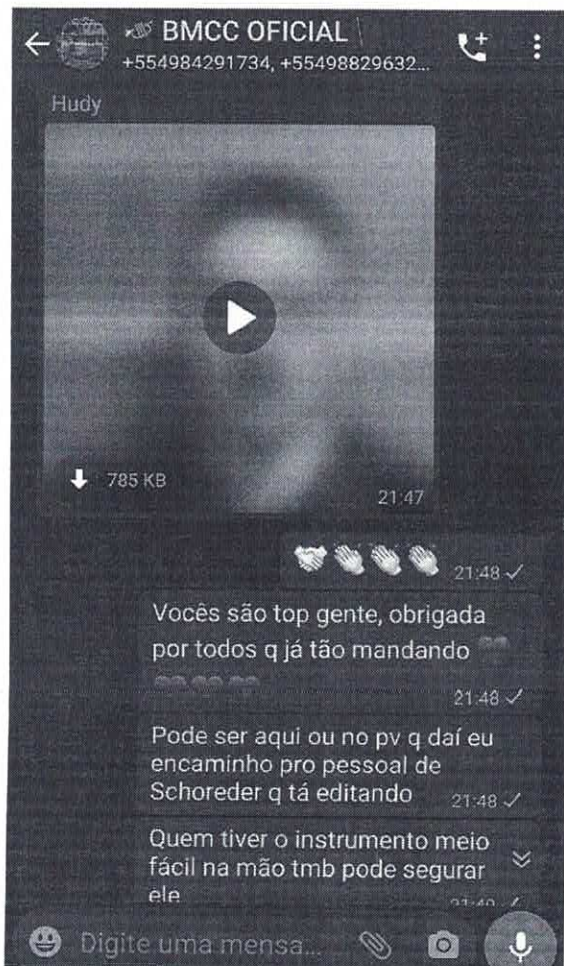 BMCC OFICIAL
+554984291734, +55498829632...
Hudy
785 KB
21:47
21:48
Vocês são top gente, obrigada
por todos q já tão mandando
21:48
Pode ser aqui ou no pv q daí eu
encaminho pro pessoal de
Schoreder q tá editando
21:48
Quem tiver o instrumento meio
fácil na mão tmb pode segurar
ele
Digite uma mensa...